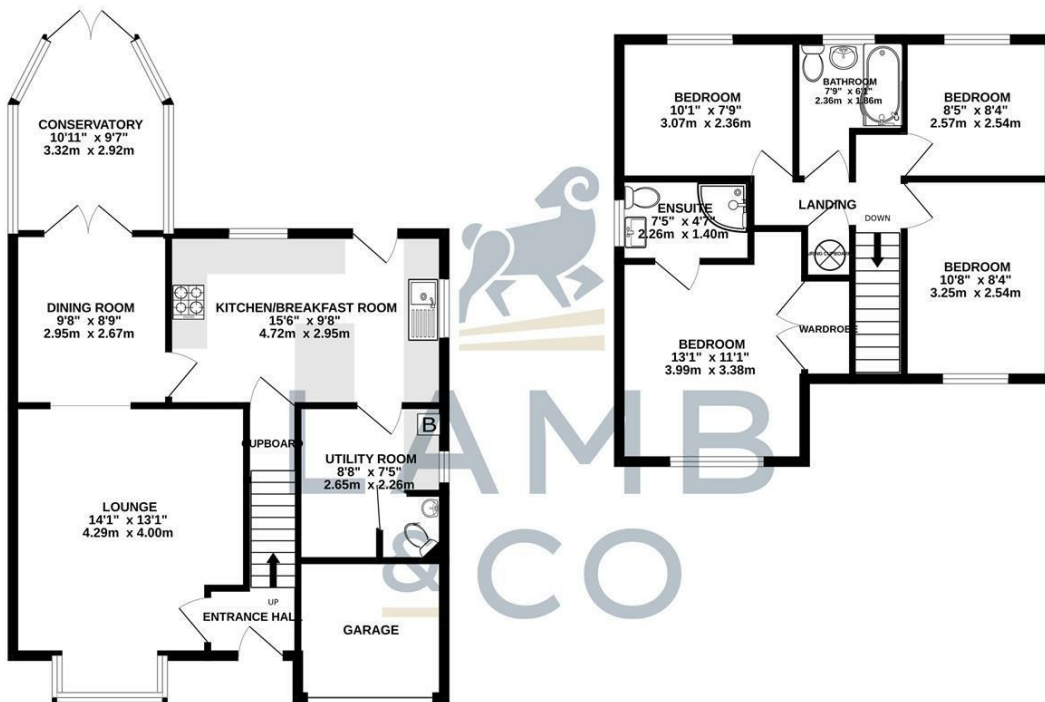 CONSERVATORY
10'11" x 9'7"
3.32m x 2.92m
DINING ROOM
9'8" x 8'9"
2.95m x 2.67m
KITCHEN/BREAKFAST ROOM
15'6" x 9'8"
4.72m x 2.95m
CUPBOARD
UTILITY ROOM
8'8" x 7'5"
2.65m x 2.26m
B
LOUNGE
14'1" x 13'1"
4.29m x 4.00m
UP
ENTRANCE HALL
GARAGE
BEDROOM
10'1" x 7'9"
3.07m x 2.36m
BATHROOM
7'9" x 6'1"
2.36m x 1.86m
BEDROOM
8'5" x 8'4"
2.57m x 2.54m
ENSUITE
7'5" x 4'7"
2.26m x 1.40m
LANDING
DOWN
CUPBOARD
BEDROOM
10'8" x 8'4"
3.25m x 2.54m
WARDROBE
BEDROOM
13'1" x 11'1"
3.99m x 3.38m
LAMB
& CO